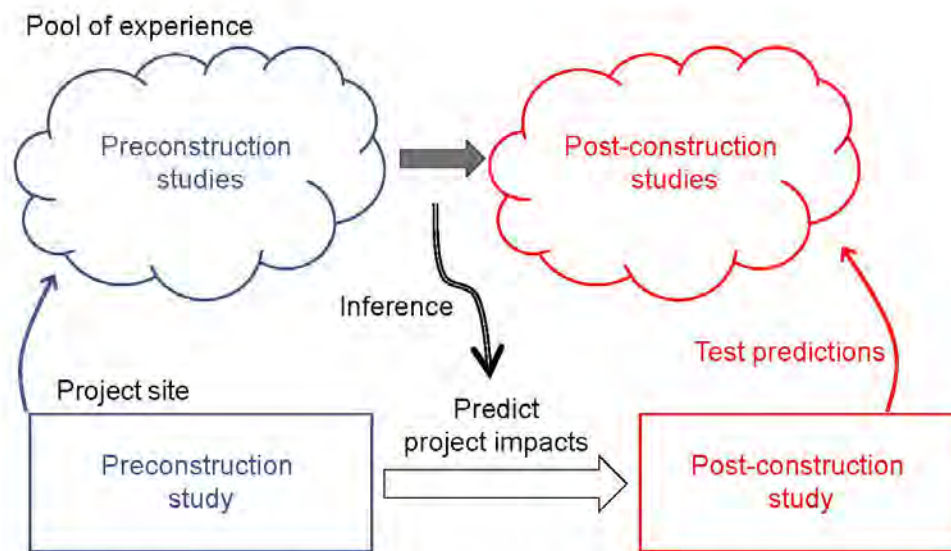 Pool of experience
Preconstruction
studies
Post-construction
studies
Inference
Test predictions
Project site
Predict
project impacts
Preconstruction
study
Post-construction
study